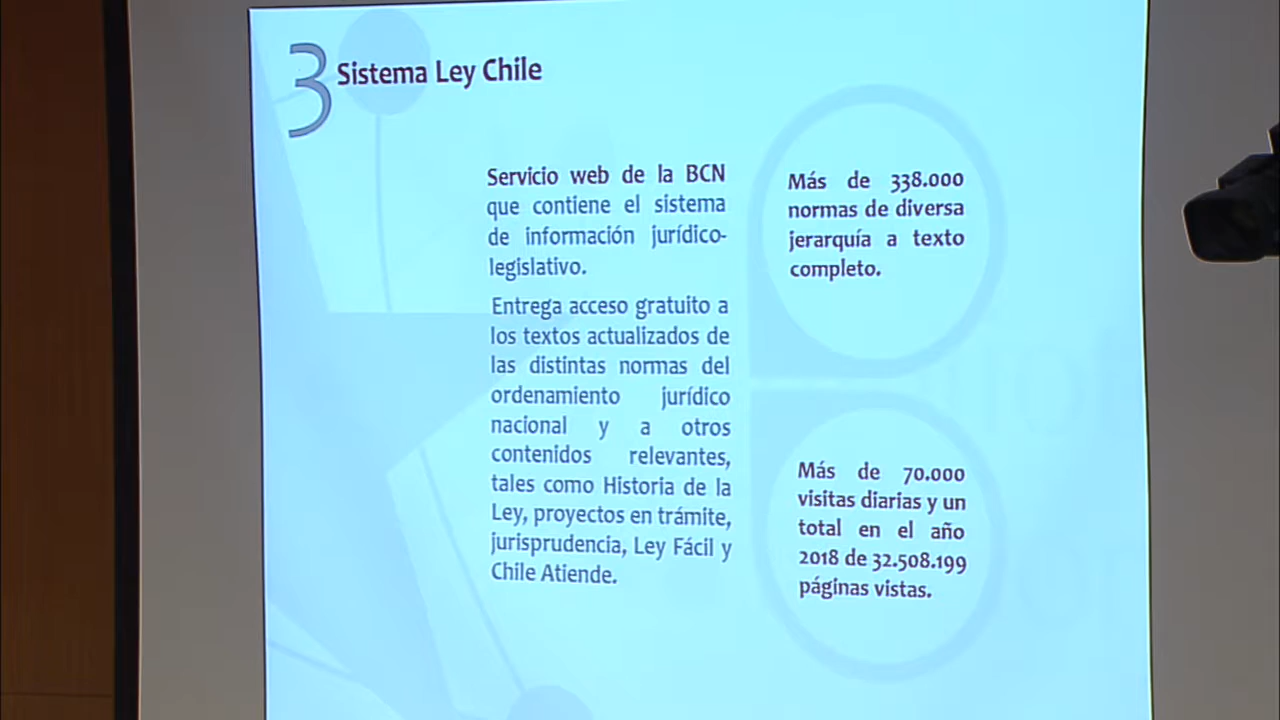 3
Sistema Ley Chile
Servicio web de la BCN
que contiene el sistema
de información jurídico-
legislativo.
Entrega acceso gratuito a
los textos actualizados de
las distintas normas del
ordenamiento jurídico
nacional y a otros
contenidos relevantes,
tales como Historia de la
Ley, proyectos en trámite,
jurisprudencia, Ley Fácil y
Chile Atiende.
Más de 338.000
normas de diversa
jerarquía a texto
completo.
Más de 70.000
visitas diarias y un
total en el año
2018 de 32.508.199
páginas vistas.